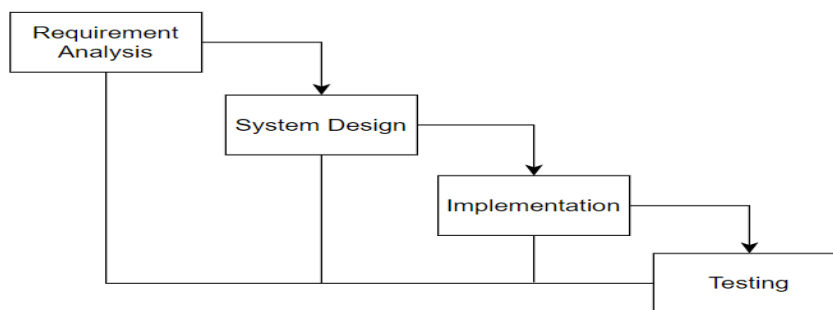 Requirement
Analysis
System Design
Implementation
Testing